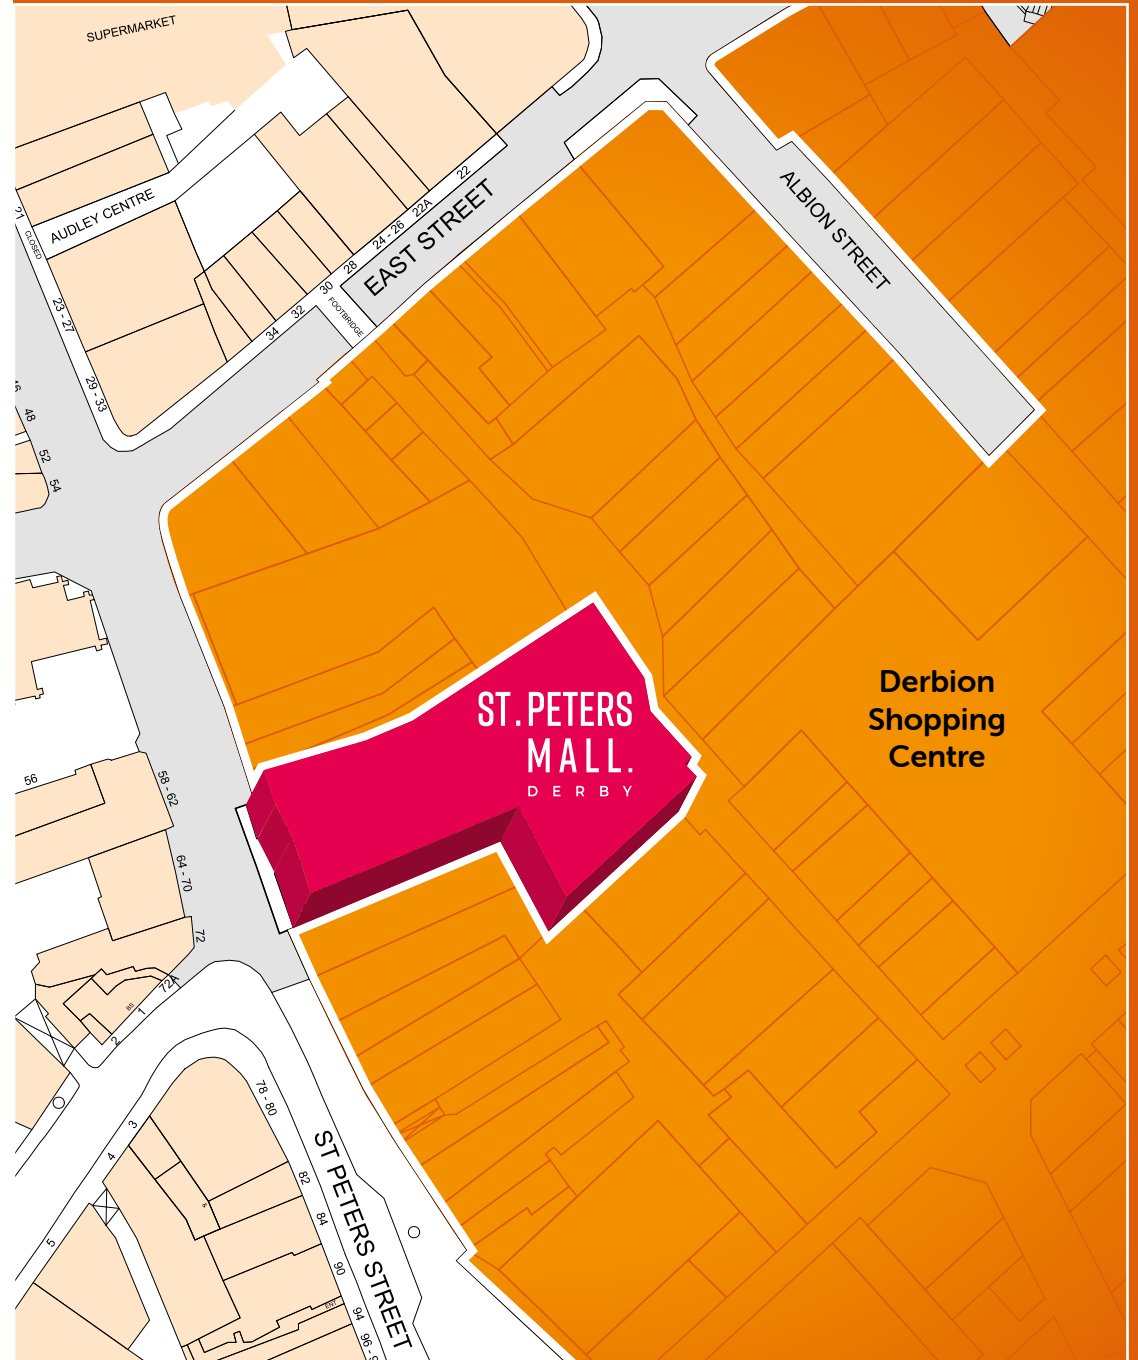 SUPERMARKET
AUDLEY CENTRE
21
CLOSED
23 - 27
29 - 33
22
22A
24 - 26
28
30
32
34
EAST STREET
FOOTBRIDGE
ALBION STREET
48
52
54
Derbion
Shopping
Centre
ST. PETERS
MALL.
DERBY
56
58 - 62
64 - 70
72
72A
1
2
3
4
5
78 - 80
82
84
90
94
ENT
ST PETERS STREET